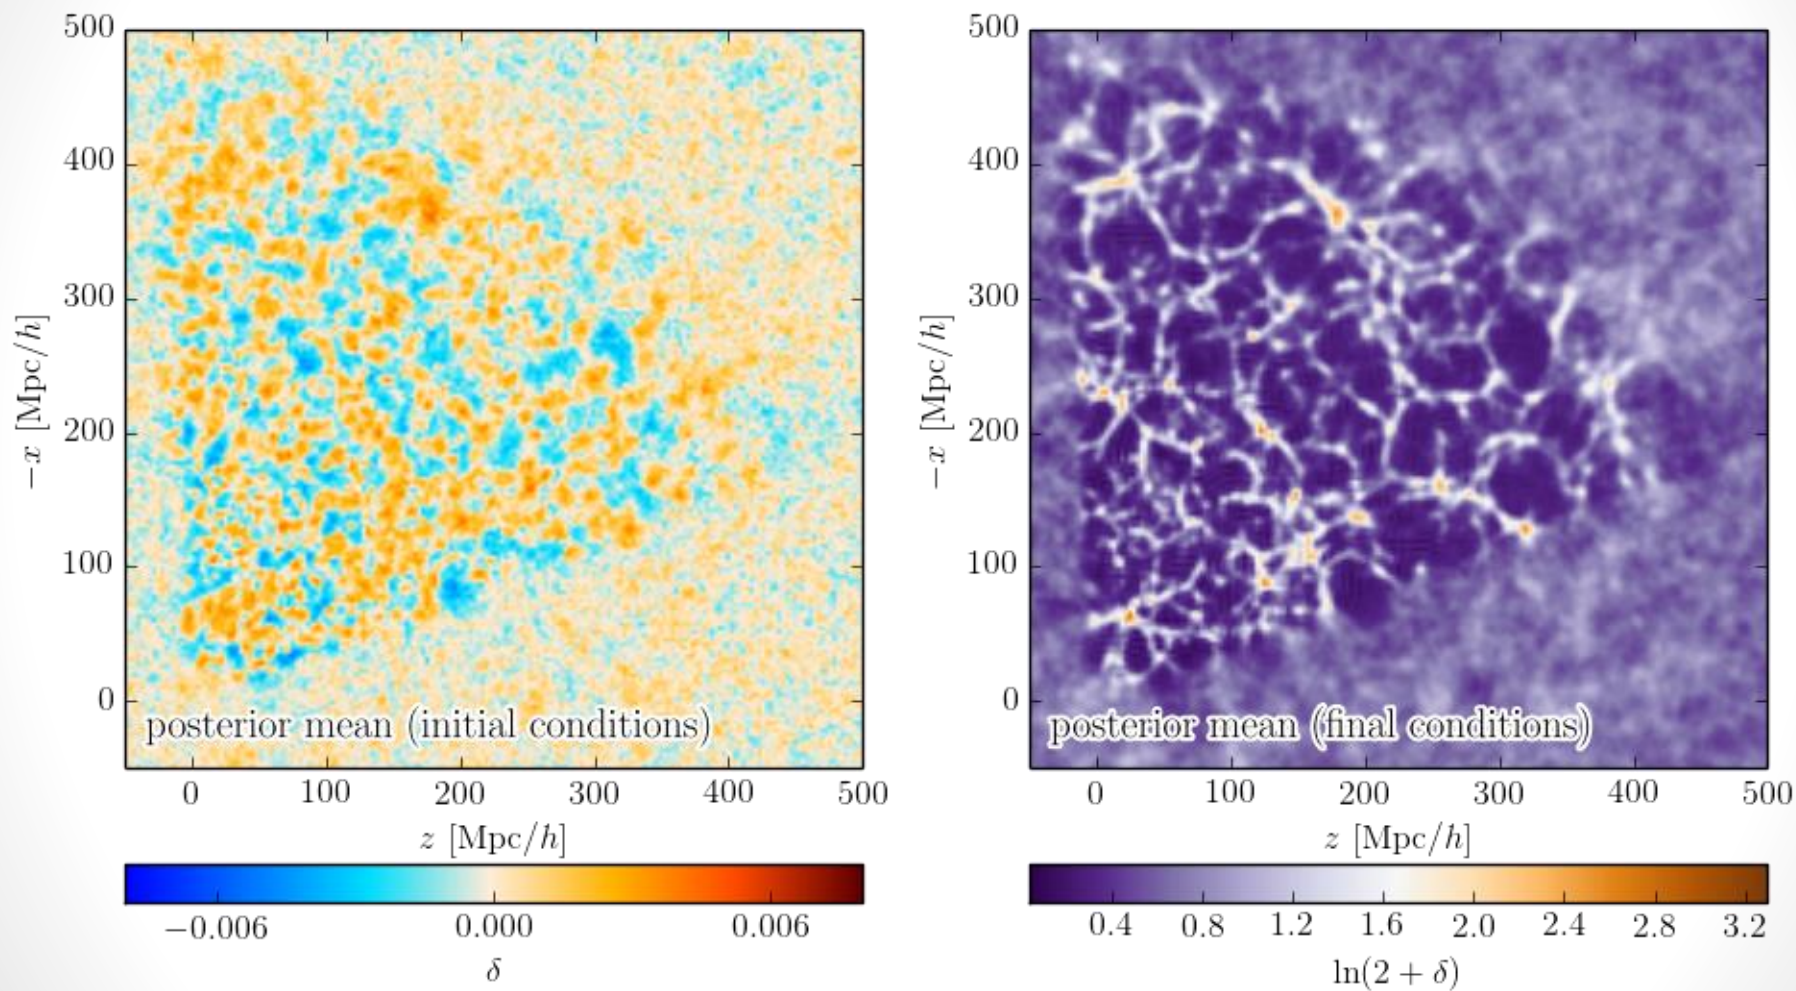 500
400
300
200
100
0
−x [Mpc/h]
posterior mean (initial conditions)
0 100 200 300 400 500
z [Mpc/h]
−0.006 0.000 0.006
δ
500
400
300
200
100
0
−x [Mpc/h]
posterior mean (final conditions)
0 100 200 300 400 500
z [Mpc/h]
0.4 0.8 1.2 1.6 2.0 2.4 2.8 3.2
ln(2 + δ)